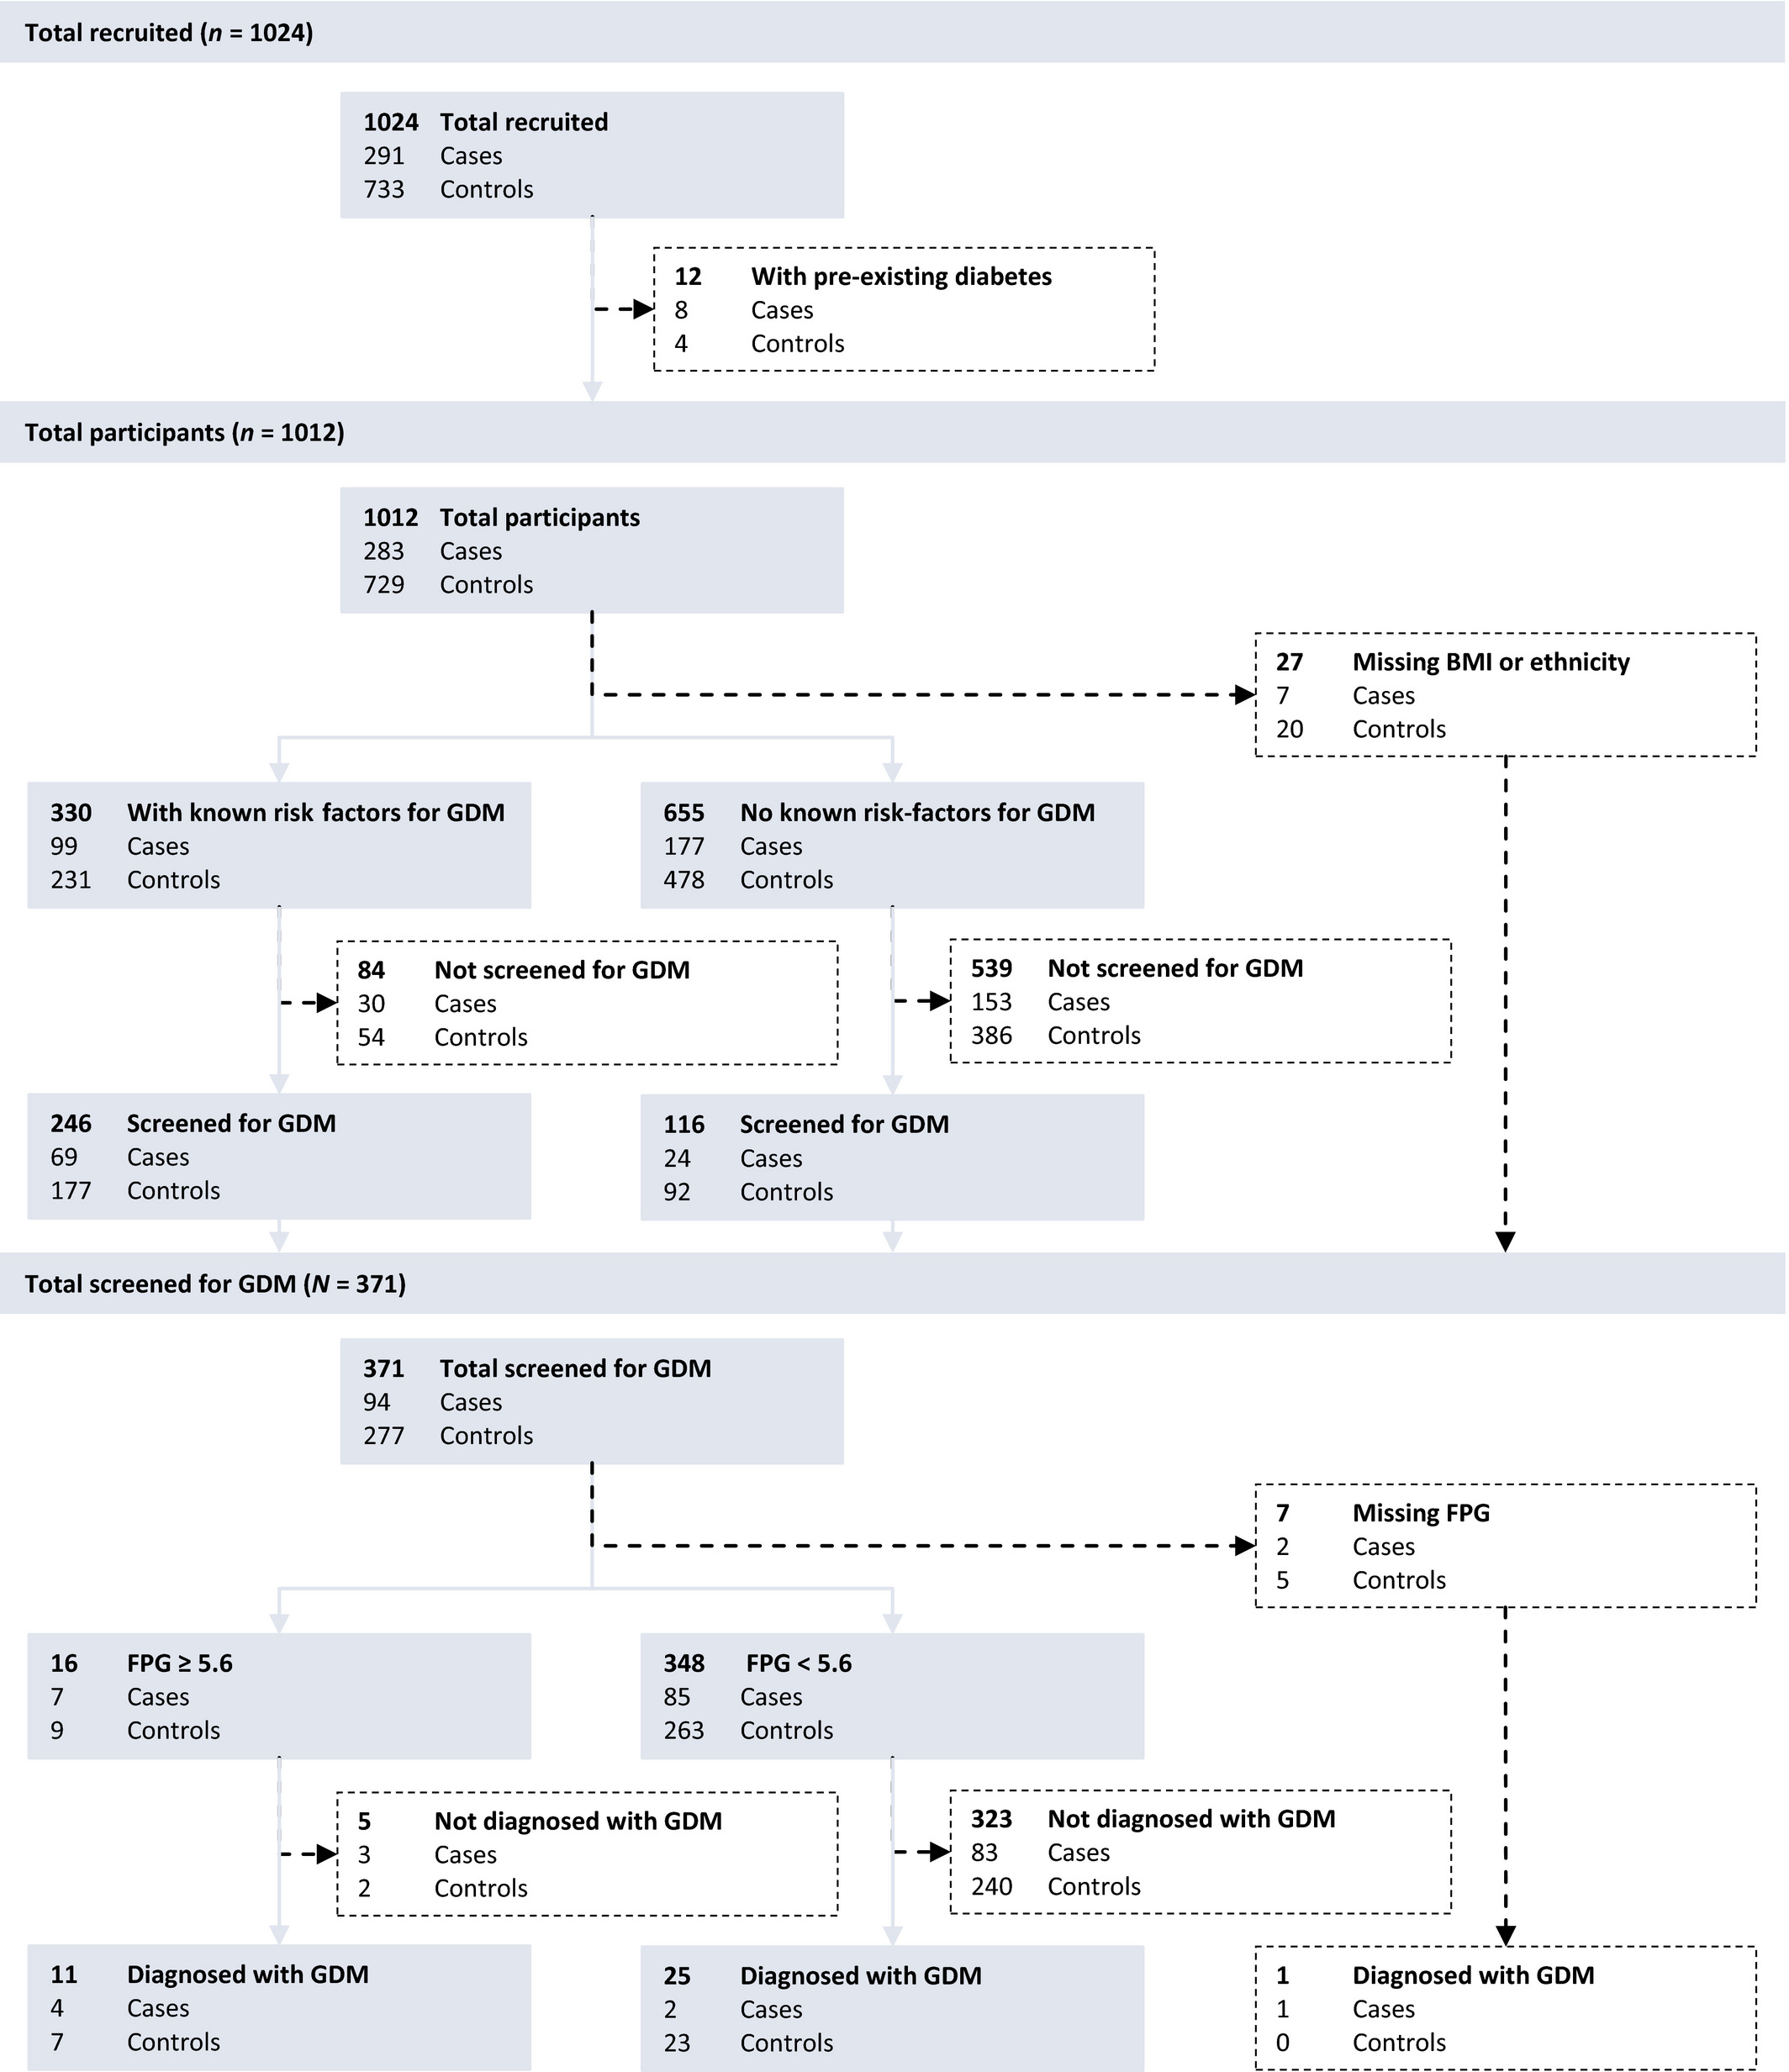 Total recruited (n = 1024)
1024 Total recruited
291 Cases
733 Controls
12 With pre-existing diabetes
8 Cases
4 Controls
Total participants (n = 1012)
1012 Total participants
283 Cases
729 Controls
27 Missing BMI or ethnicity
7 Cases
20 Controls
330 With known risk factors for GDM
99 Cases
231 Controls
655 No known risk-factors for GDM
177 Cases
478 Controls
84 Not screened for GDM
30 Cases
54 Controls
539 Not screened for GDM
153 Cases
386 Controls
246 Screened for GDM
69 Cases
177 Controls
116 Screened for GDM
24 Cases
92 Controls
Total screened for GDM (N = 371)
371 Total screened for GDM
94 Cases
277 Controls
7 Missing FPG
2 Cases
5 Controls
16 FPG ≥ 5.6
7 Cases
9 Controls
348 FPG < 5.6
85 Cases
263 Controls
5 Not diagnosed with GDM
3 Cases
2 Controls
323 Not diagnosed with GDM
83 Cases
240 Controls
11 Diagnosed with GDM
4 Cases
7 Controls
25 Diagnosed with GDM
2 Cases
23 Controls
1 Diagnosed with GDM
1 Cases
0 Controls